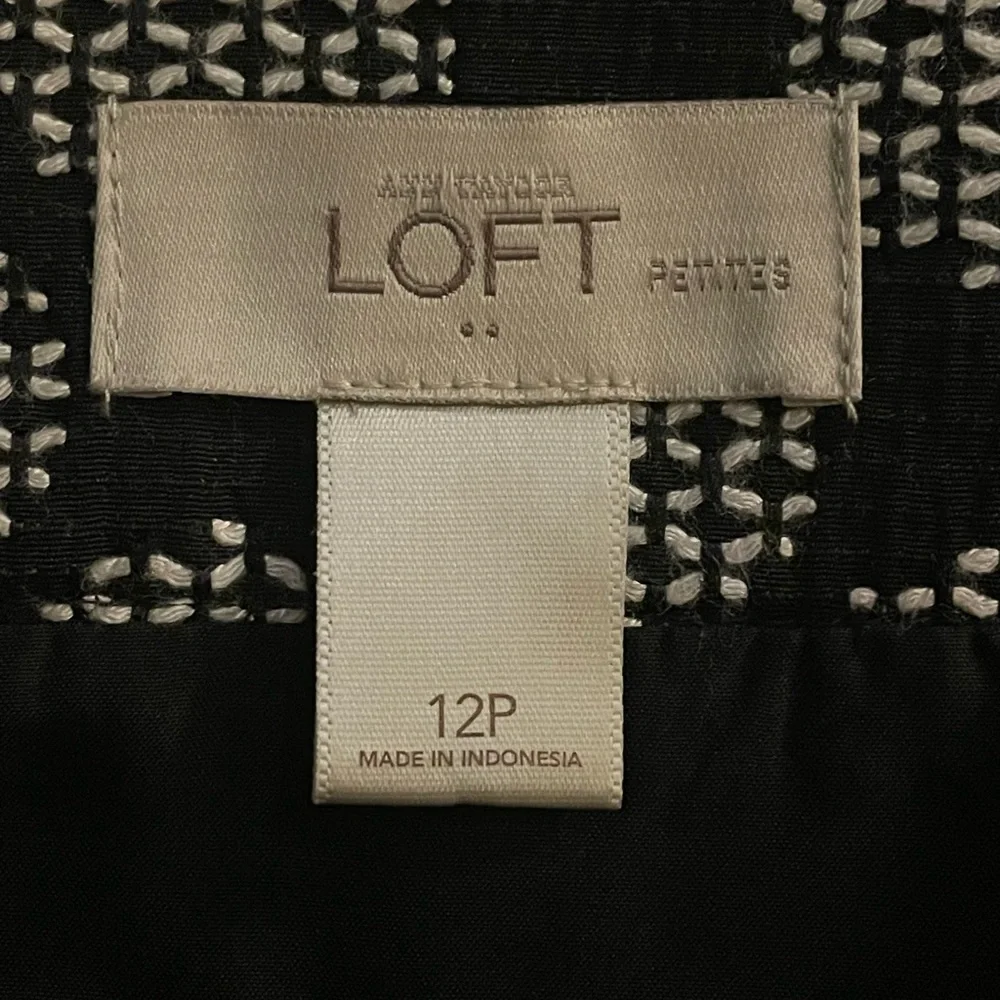 ANN TAYLOR
LOFT
PETITES
12P
MADE IN INDONESIA